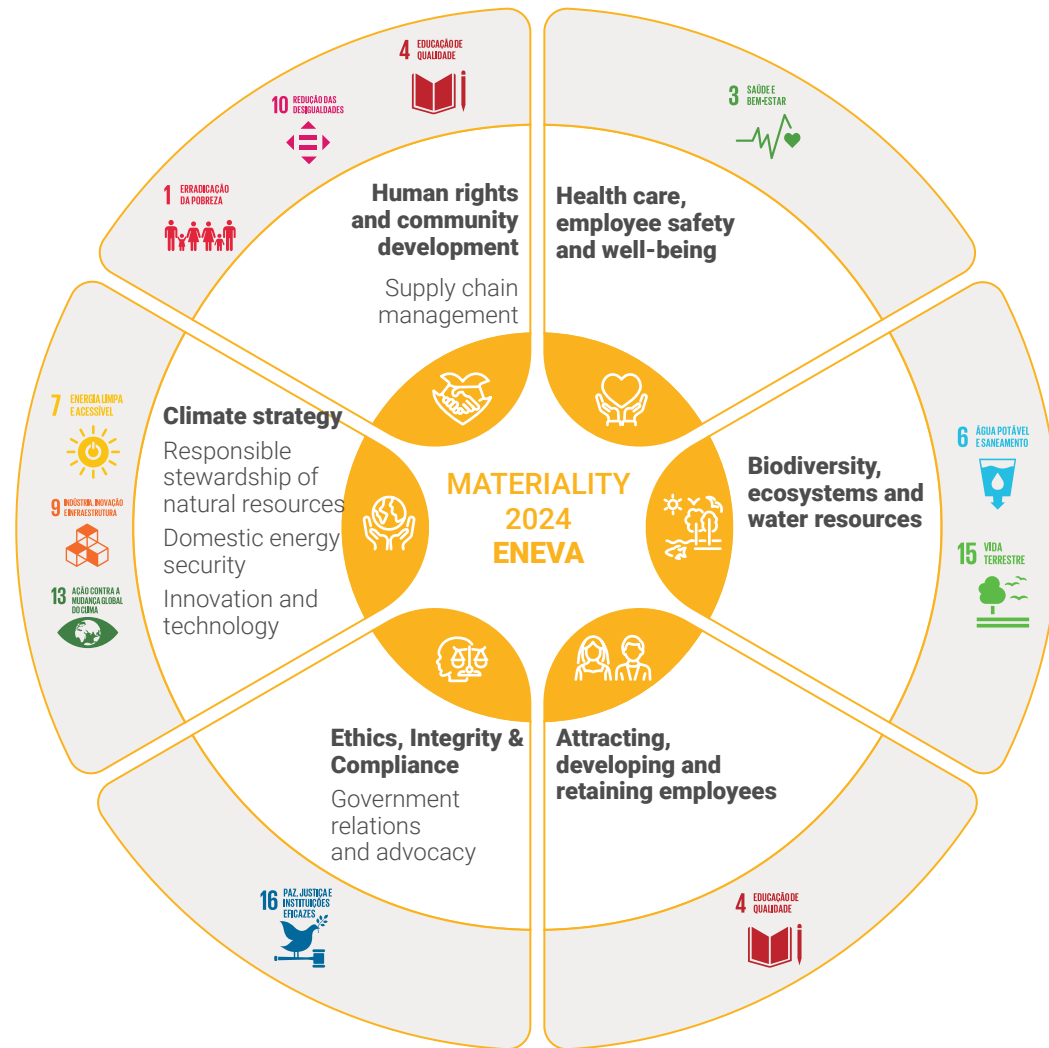 4 EDUCAÇÃO DE
QUALIDADE
10 REDUÇÃO DAS
DESIGUALDADES
1 ERRADICAÇÃO
DA POBREZA
Human rights
and community
development
Supply chain
management
3 SAÚDE E
BEM-ESTAR
Health care,
employee safety
and well-being
7 ENERGIA LIMPA
E ACESSÍVEL
9 INDÚSTRIA, INOVAÇÃO
E INFRAESTRUTURA
13 AÇÃO CONTRA A
MUDANÇA GLOBAL
DO CLIMA
Climate strategy
Responsible
stewardship of
natural resources
Domestic energy
security
Innovation and
technology
MATERIALITY
2024
ENEVA
Biodiversity,
ecosystems and
water resources
6 ÁGUA POTÁVEL
E SANEAMENTO
15 VIDA
TERRESTRE
Ethics, Integrity &
Compliance
Government
relations
and advocacy
16 PAZ, JUSTIÇA E
INSTITUIÇÕES
EFICAZES
Attracting,
developing and
retaining employees
4 EDUCAÇÃO DE
QUALIDADE